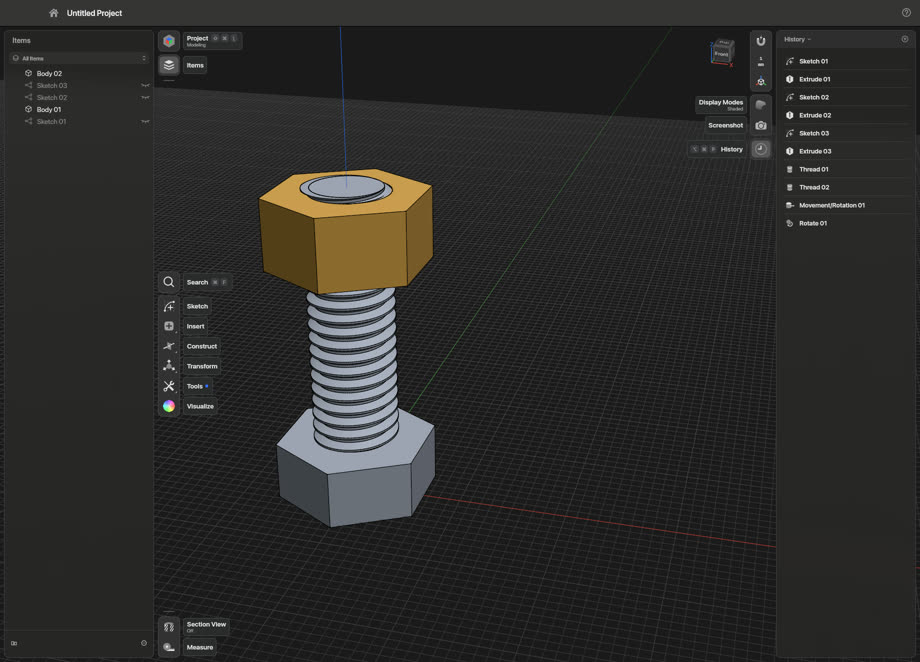 Untitled Project
Items
All Items
Body 02
Sketch 03
Sketch 02
Body 01
Sketch 01
Project
Modeling
Items
Search
Sketch
Insert
Construct
Transform
Tools
Visualize
Section View
Off
Measure
Front
X
1
Display Modes
Shaded
Screenshot
History
History
Sketch 01
Extrude 01
Sketch 02
Extrude 02
Sketch 03
Extrude 03
Thread 01
Thread 02
Movement/Rotation 01
Rotate 01